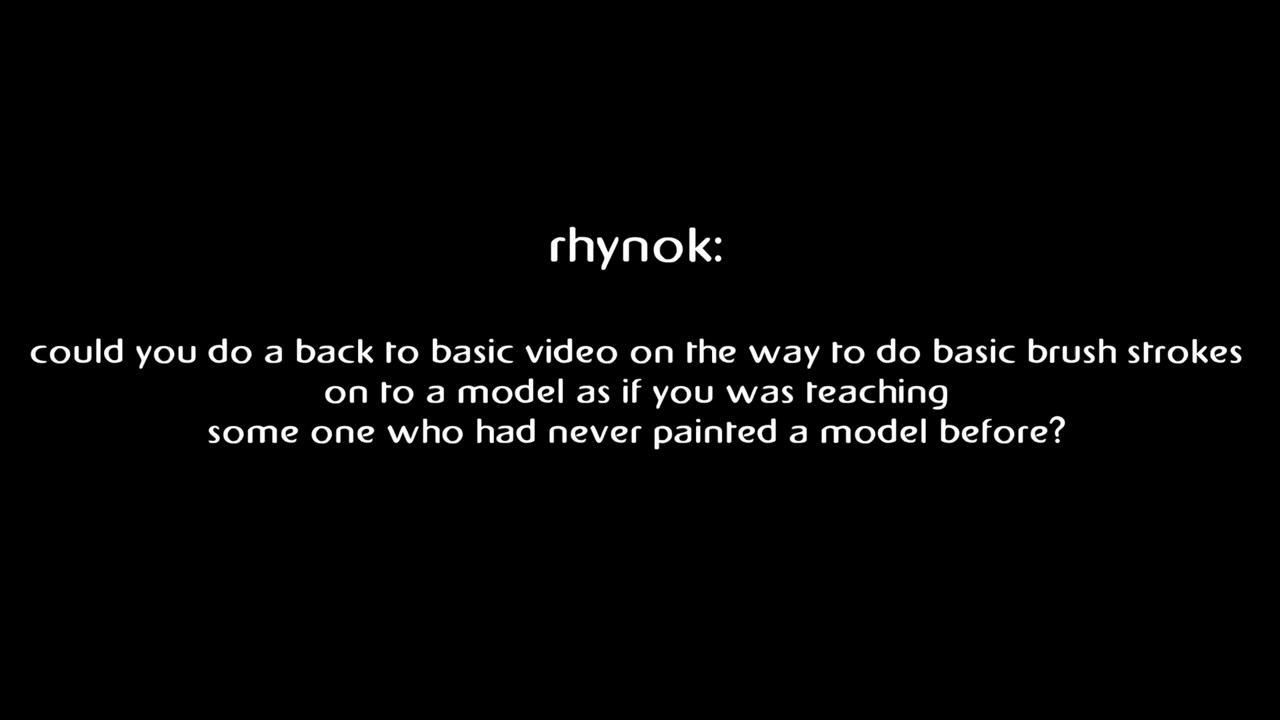 rhynok:
could you do a back to basic video on the way to do basic brush strokes
on to a model as if you was teaching
some one who had never painted a model before?